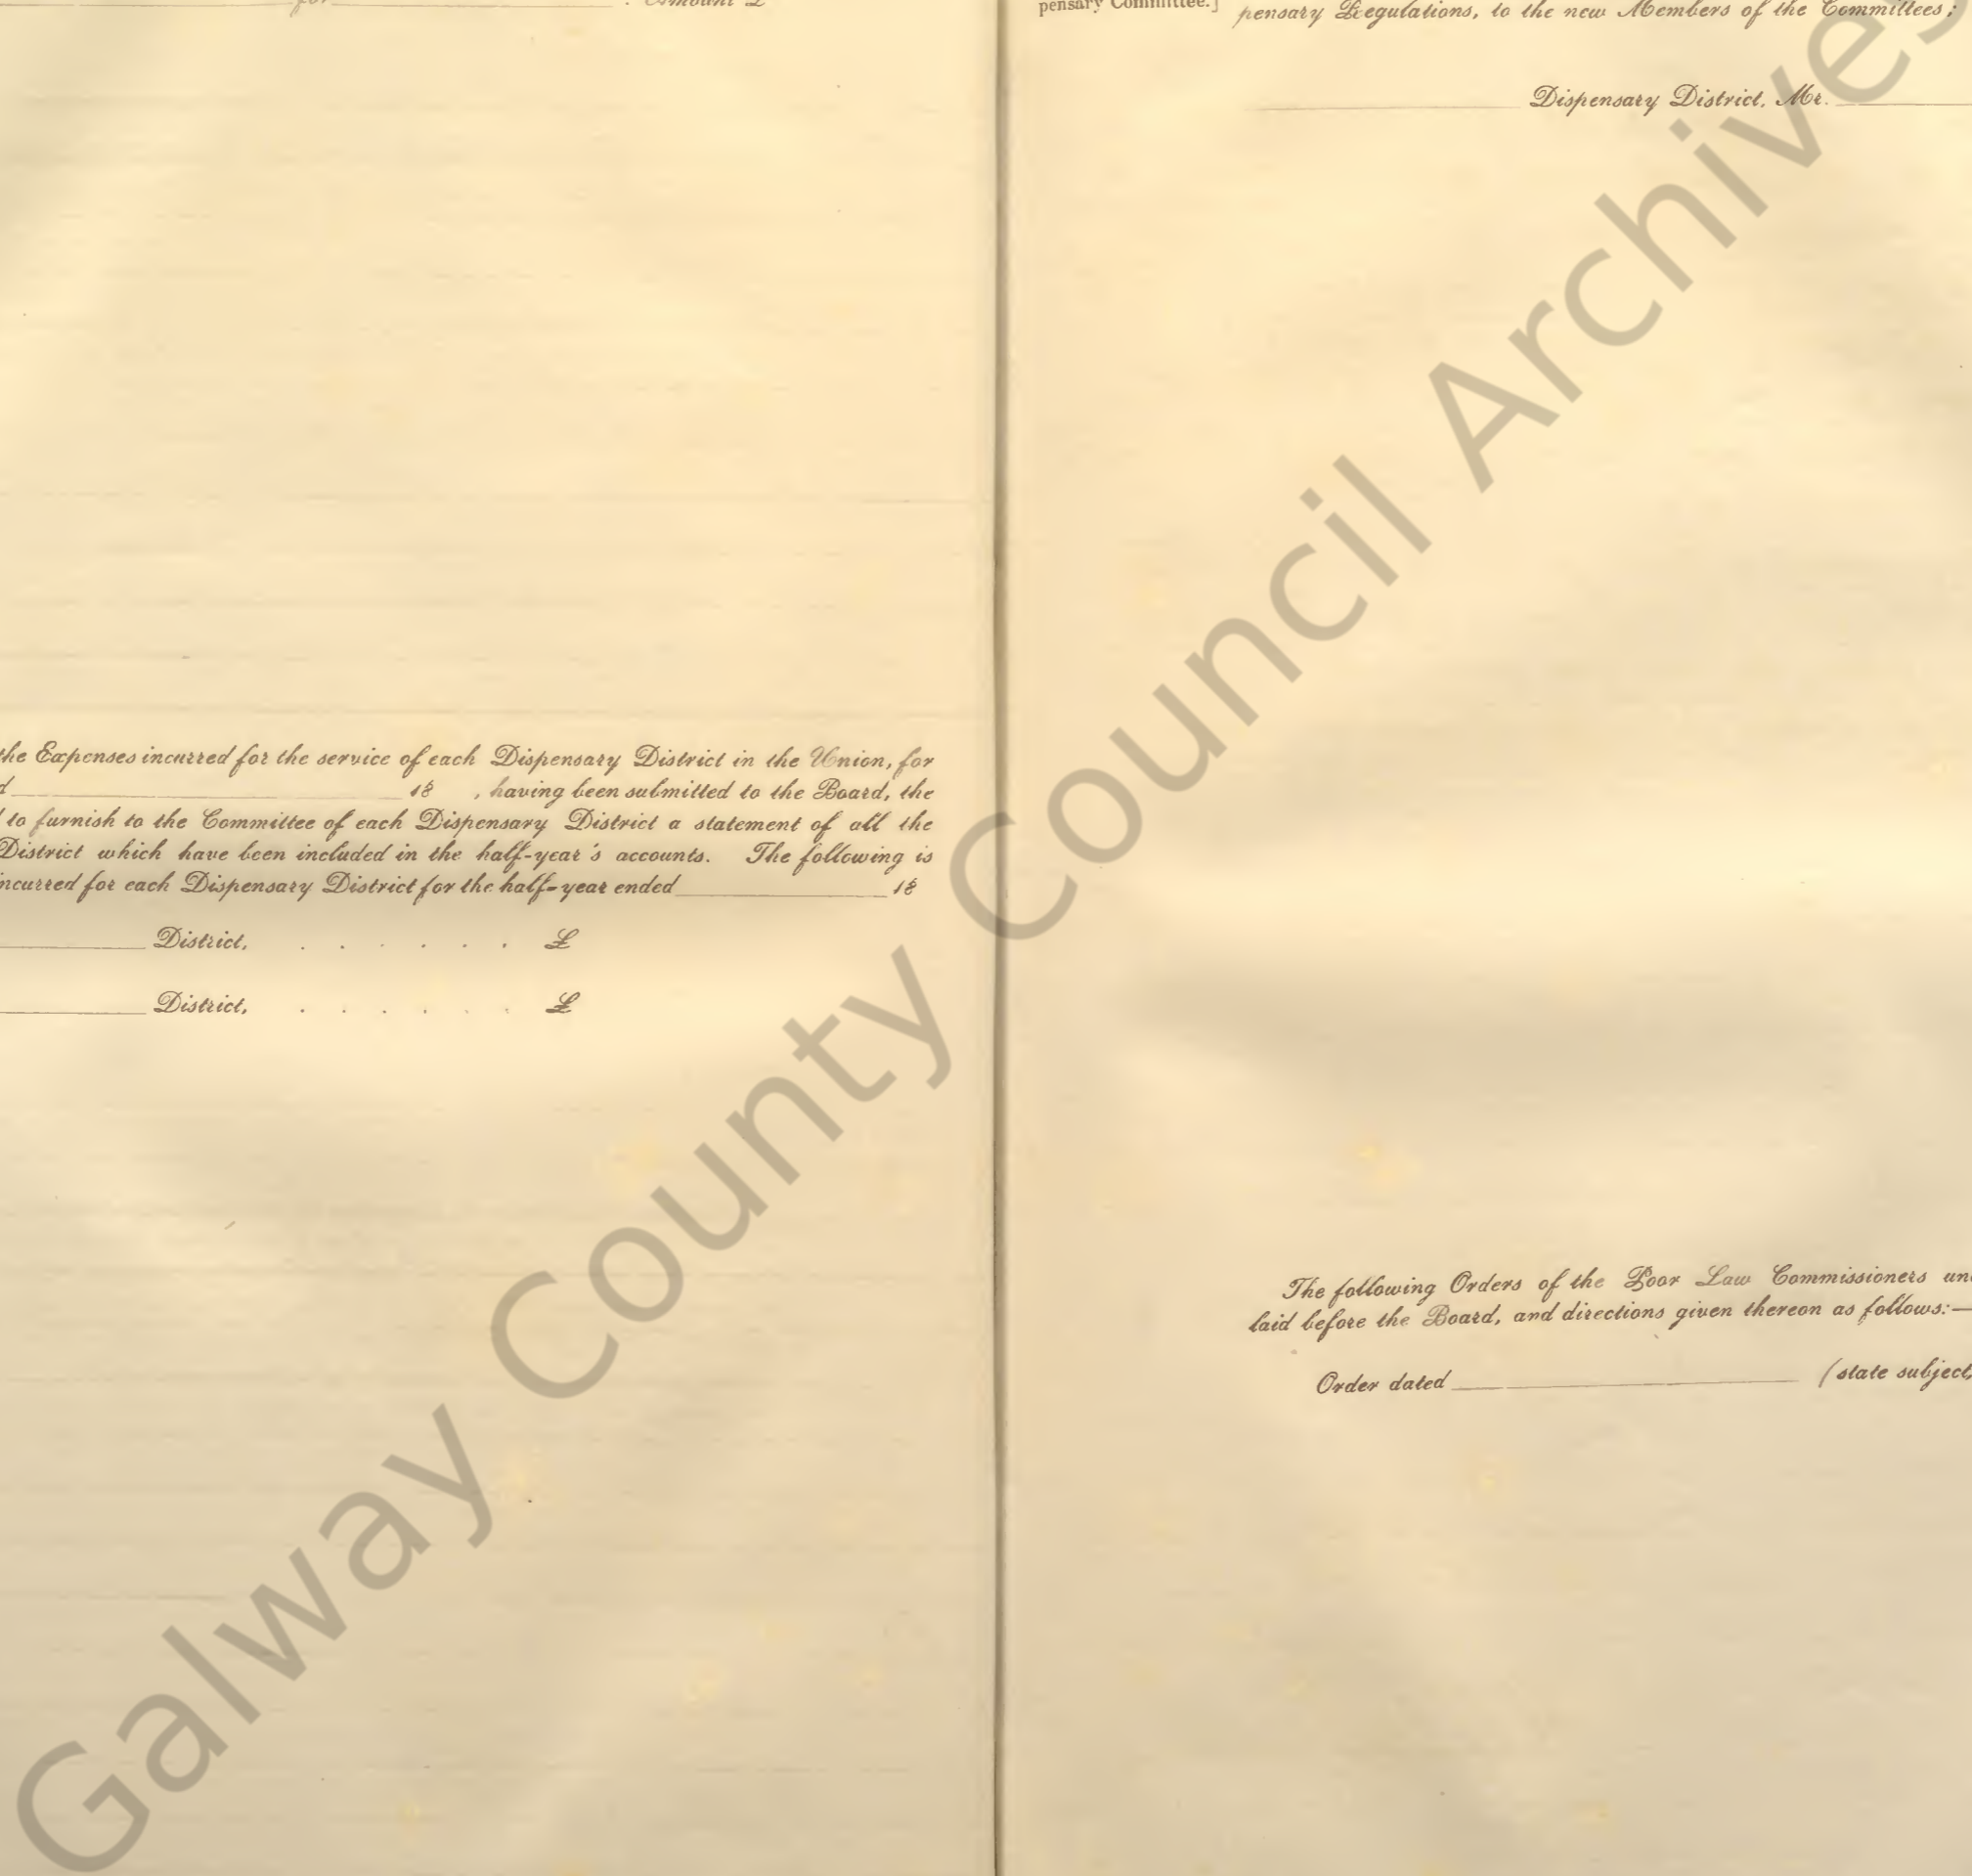 for . Amount £
the Expenses incurred for the service of each Dispensary District in the Union, for
d 18 , having been submitted to the Board, the
to furnish to the Committee of each Dispensary District a statement of all the
District which have been included in the half-year's accounts. The following is
ncurred for each Dispensary District for the half-year ended 18
District, . . . . . . £
District, . . . . . . £
pensary Committee.]
pensary Regulations, to the new Members of the Committees;
Dispensary District, Mr.
The following Orders of the Poor Law Commissioners un
laid before the Board, and directions given thereon as follows:—
Order dated (state subject,
Galway County Council Archives